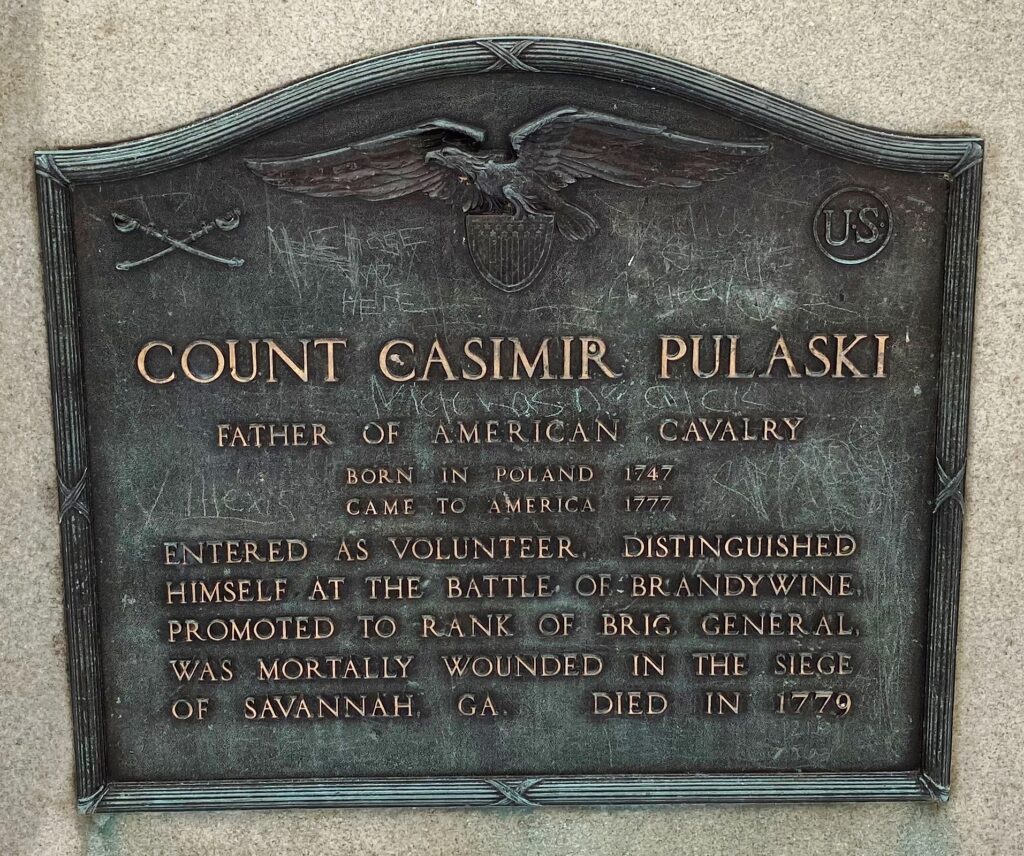 U.S.
HERE
COUNT CASIMIR PULASKI
FATHER OF AMERICAN CAVALRY
BORN IN POLAND 1747
CAME TO AMERICA 1777
ENTERED AS VOLUNTEER, DISTINGUISHED
HIMSELF AT THE BATTLE OF BRANDYWINE,
PROMOTED TO RANK OF BRIG. GENERAL,
WAS MORTALLY WOUNDED IN THE SIEGE
OF SAVANNAH, GA. DIED IN 1779